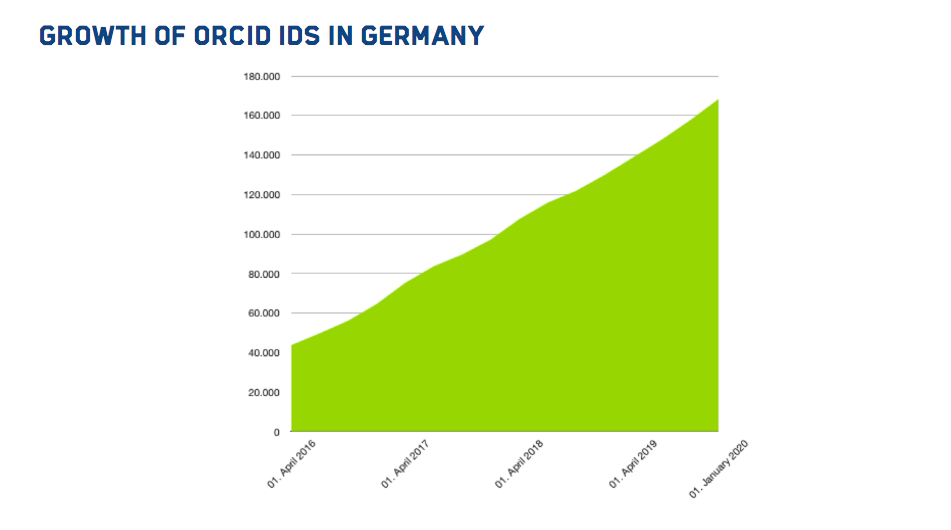 GROWTH OF ORCID IDS IN GERMANY
180.000
160.000
140.000
120.000
100.000
80.000
60.000
40.000
20.000
0
01. April 2016
01. April 2017
01. April 2018
01. April 2019
01. January 2020